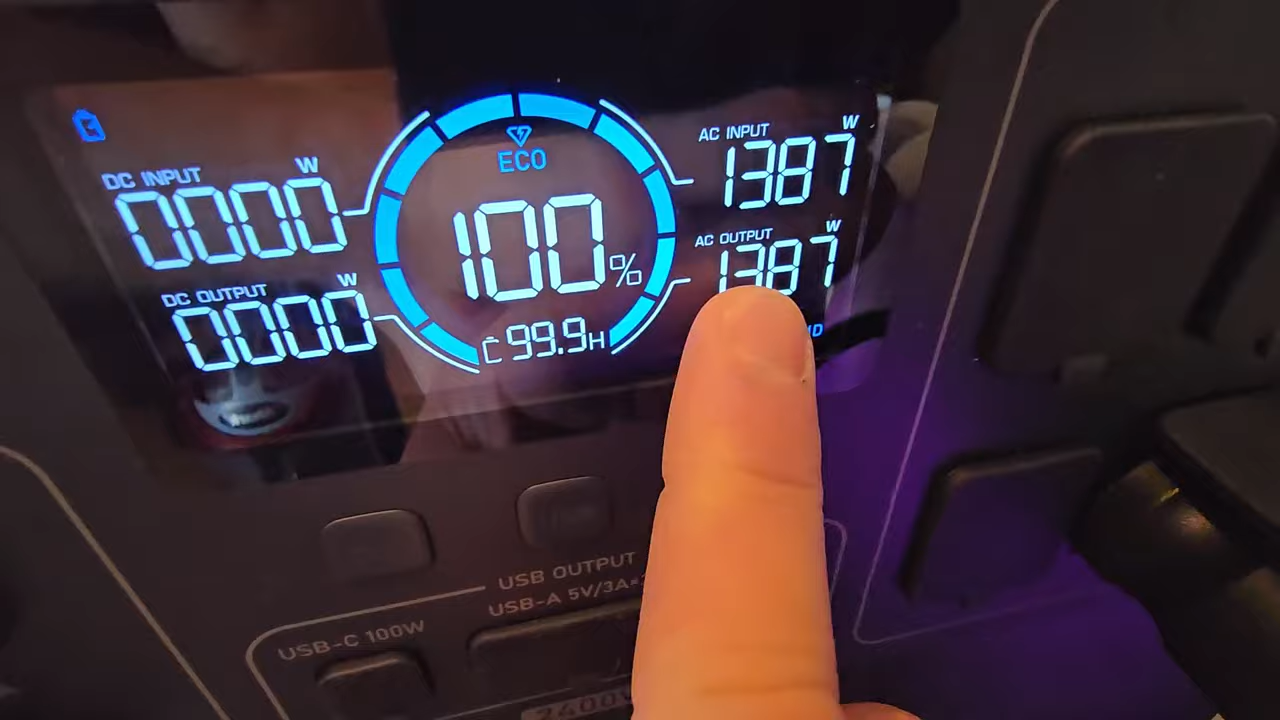 DC INPUT W
0000
DC OUTPUT W
0000
ECO
100%
C 99.9H
AC INPUT W
1387
AC OUTPUT W
1387
USB OUTPUT
USB-A 5V/3A
USB-C 100W